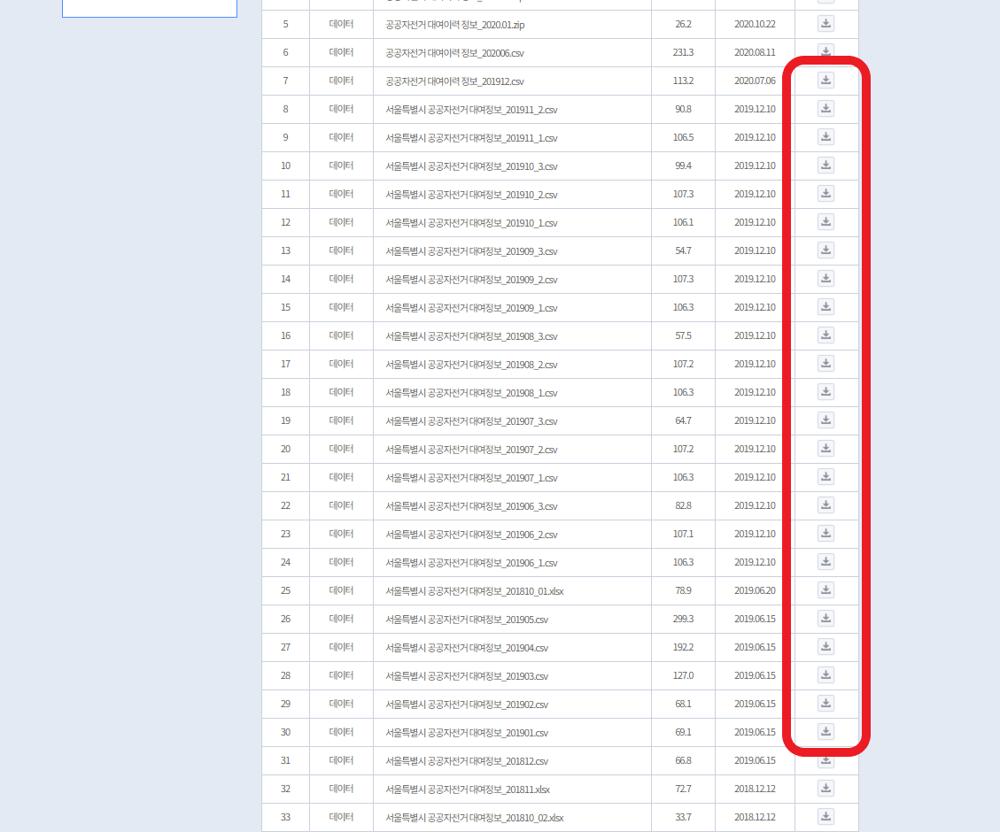 5 데이터 공공자전거 대여이력 정보_2020.01.zip 26.2 2020.10.22
6 데이터 공공자전거 대여이력 정보_202006.csv 231.3 2020.08.11
7 데이터 공공자전거 대여이력 정보_201912.csv 113.2 2020.07.06
8 데이터 서울특별시 공공자전거 대여정보_201911_2.csv 90.8 2019.12.10
9 데이터 서울특별시 공공자전거 대여정보_201911_1.csv 106.5 2019.12.10
10 데이터 서울특별시 공공자전거 대여정보_201910_3.csv 99.4 2019.12.10
11 데이터 서울특별시 공공자전거 대여정보_201910_2.csv 107.3 2019.12.10
12 데이터 서울특별시 공공자전거 대여정보_201910_1.csv 106.1 2019.12.10
13 데이터 서울특별시 공공자전거 대여정보_201909_3.csv 54.7 2019.12.10
14 데이터 서울특별시 공공자전거 대여정보_201909_2.csv 107.3 2019.12.10
15 데이터 서울특별시 공공자전거 대여정보_201909_1.csv 106.3 2019.12.10
16 데이터 서울특별시 공공자전거 대여정보_201908_3.csv 57.5 2019.12.10
17 데이터 서울특별시 공공자전거 대여정보_201908_2.csv 107.2 2019.12.10
18 데이터 서울특별시 공공자전거 대여정보_201908_1.csv 106.3 2019.12.10
19 데이터 서울특별시 공공자전거 대여정보_201907_3.csv 64.7 2019.12.10
20 데이터 서울특별시 공공자전거 대여정보_201907_2.csv 107.2 2019.12.10
21 데이터 서울특별시 공공자전거 대여정보_201907_1.csv 106.3 2019.12.10
22 데이터 서울특별시 공공자전거 대여정보_201906_3.csv 82.8 2019.12.10
23 데이터 서울특별시 공공자전거 대여정보_201906_2.csv 107.1 2019.12.10
24 데이터 서울특별시 공공자전거 대여정보_201906_1.csv 106.3 2019.12.10
25 데이터 서울특별시 공공자전거 대여정보_201810_01.xlsx 78.9 2019.06.20
26 데이터 서울특별시 공공자전거 대여정보_201905.csv 299.3 2019.06.15
27 데이터 서울특별시 공공자전거 대여정보_201904.csv 192.2 2019.06.15
28 데이터 서울특별시 공공자전거 대여정보_201903.csv 127.0 2019.06.15
29 데이터 서울특별시 공공자전거 대여정보_201902.csv 68.1 2019.06.15
30 데이터 서울특별시 공공자전거 대여정보_201901.csv 69.1 2019.06.15
31 데이터 서울특별시 공공자전거 대여정보_201812.csv 66.8 2019.06.15
32 데이터 서울특별시 공공자전거 대여정보_201811.xlsx 72.7 2018.12.12
33 데이터 서울특별시 공공자전거 대여정보_201810_02.xlsx 33.7 2018.12.12